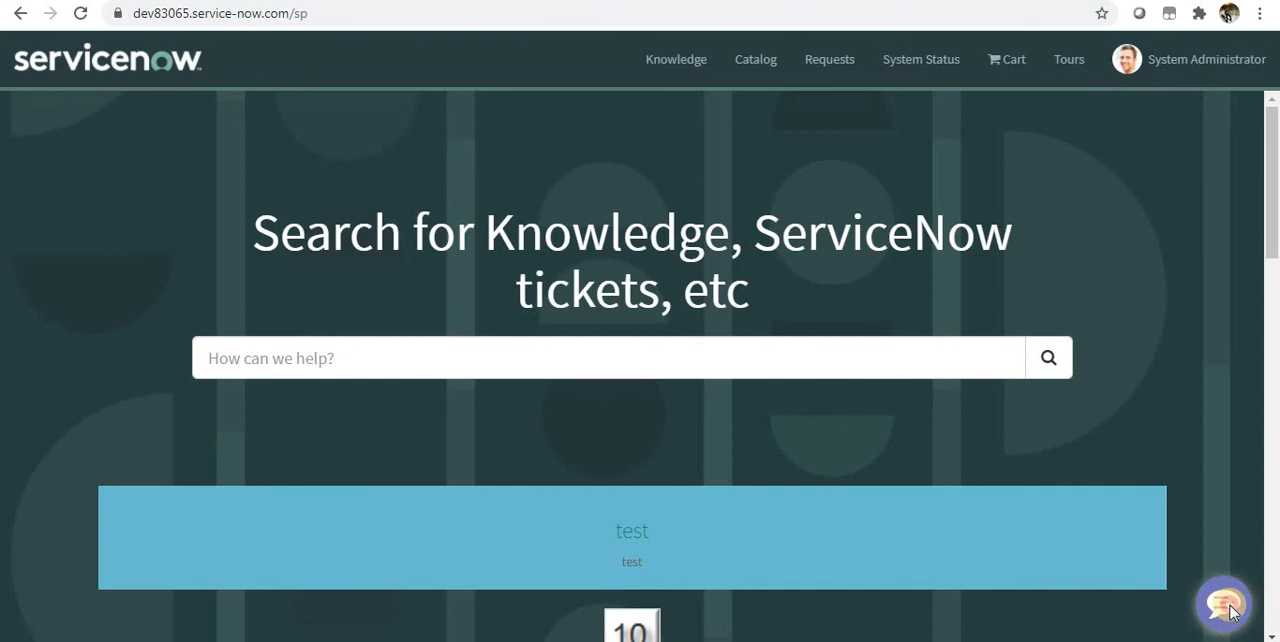 dev83065.service-now.com/sp
servicenow
Knowledge
Catalog
Requests
System Status
Cart
Tours
System Administrator
Search for Knowledge, ServiceNow
tickets, etc
How can we help?
test
test
10